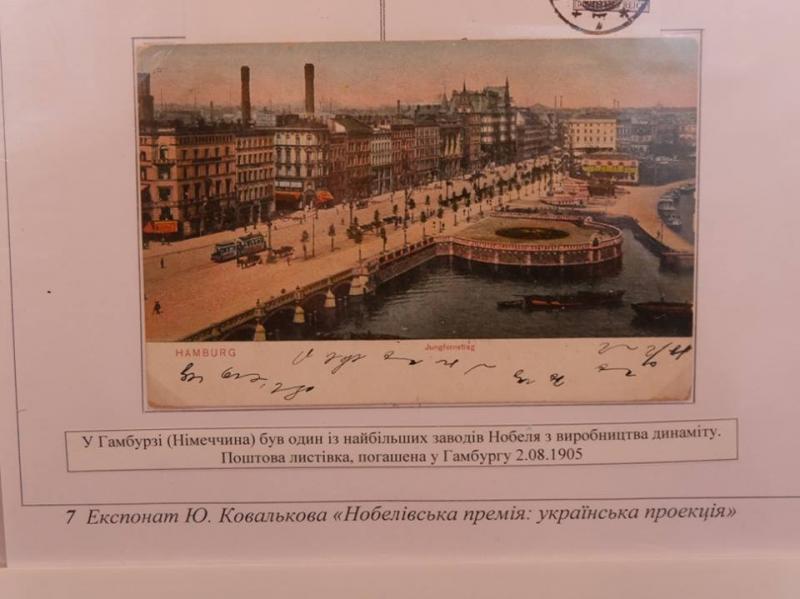 HAMBURG
Jungfernstieg
У Гамбурзі (Німеччина) був один із найбільших заводів Нобеля з виробництва динаміту.
Поштова листівка, погашена у Гамбургу 2.08.1905
7 Експонат Ю. Ковалькова «Нобелівська премія: українська проекція»